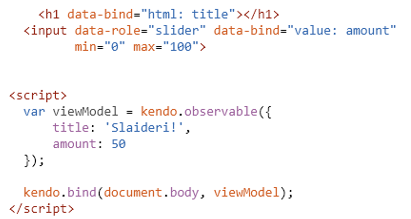 <h1 data-bind="html: title"></h1>
<input data-role="slider" data-bind="value: amount"
min="0" max="100">
<script>
var viewModel = kendo.observable({
title: 'Slaideri!',
amount: 50
});
kendo.bind(document.body, viewModel);
</script>